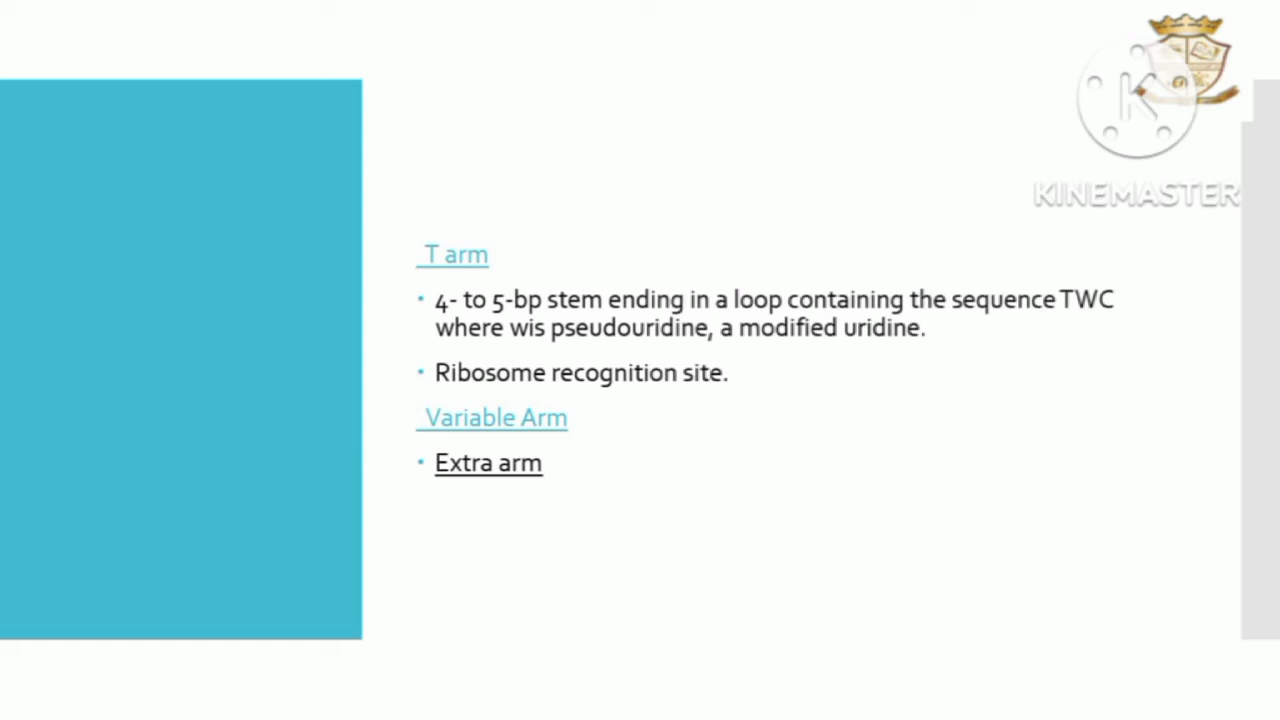 KINEMASTER
T arm
• 4- to 5-bp stem ending in a loop containing the sequence TWC
where wis pseudouridine, a modified uridine.
• Ribosome recognition site.
Variable Arm
• Extra arm